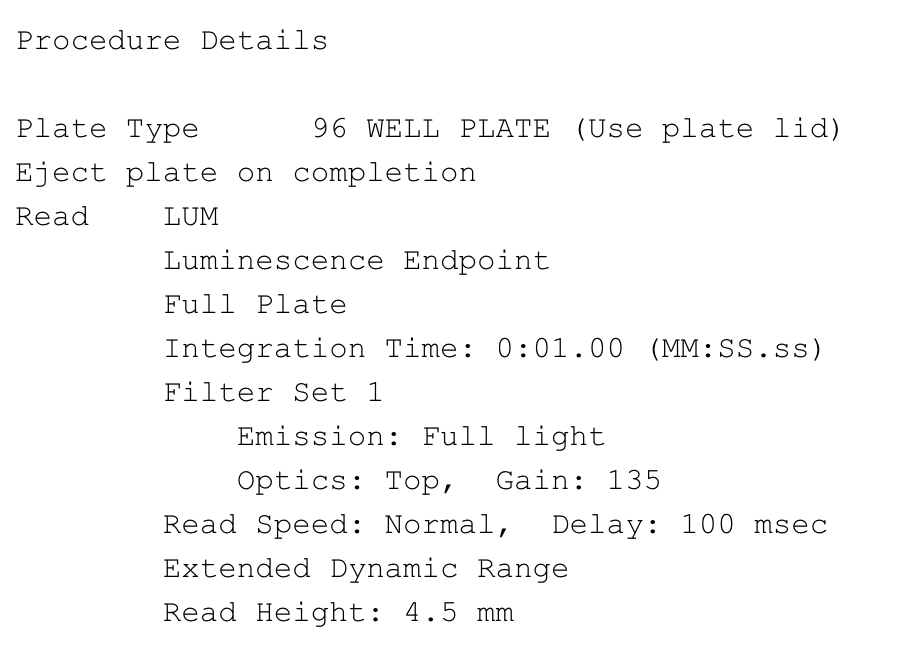 Procedure Details
Plate Type 96 WELL PLATE (Use plate lid)
Eject plate on completion
Read LUM
Luminescence Endpoint
Full Plate
Integration Time: 0:01.00 (MM:SS.ss)
Filter Set 1
Emission: Full light
Optics: Top, Gain: 135
Read Speed: Normal, Delay: 100 msec
Extended Dynamic Range
Read Height: 4.5 mm